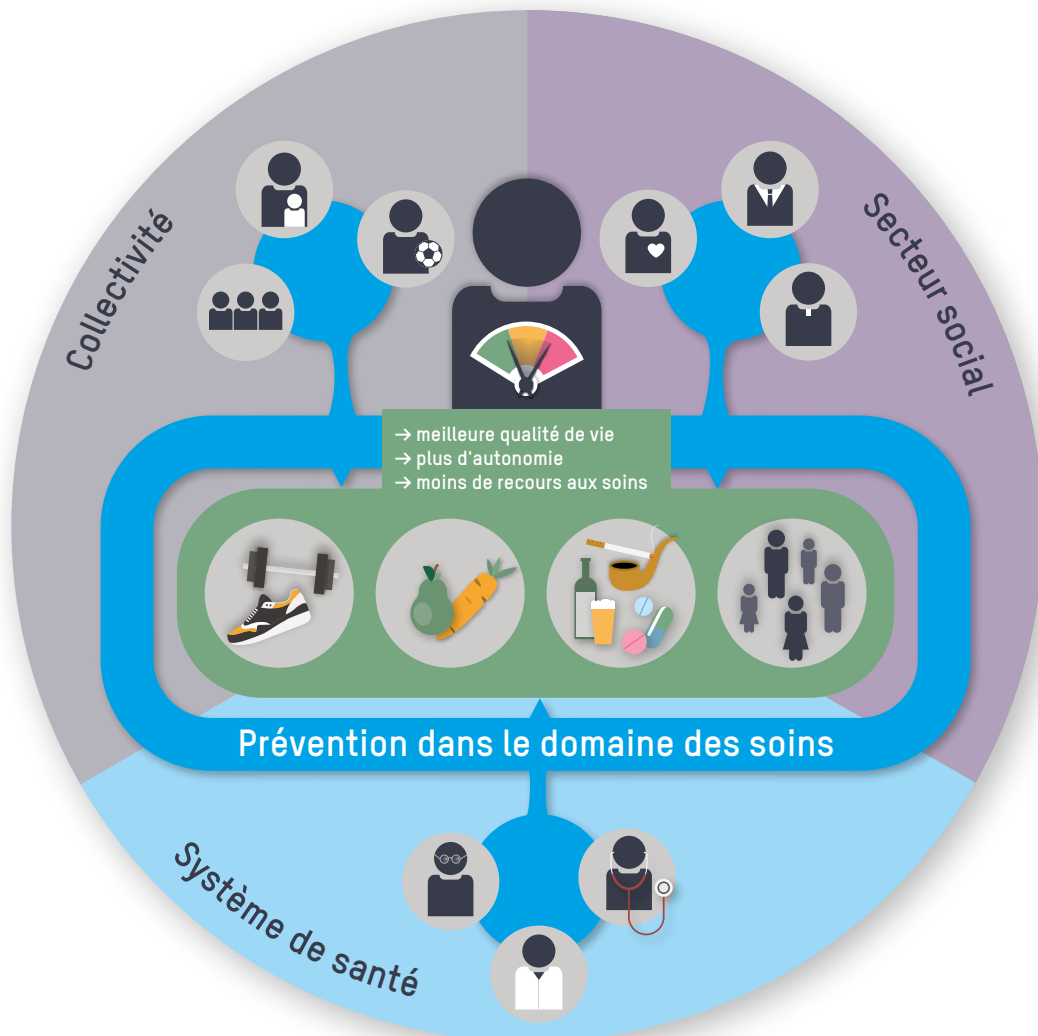 Collectivité
Secteur social
→ meilleure qualité de vie
→ plus d'autonomie
→ moins de recours aux soins
Prévention dans le domaine des soins
Système de santé